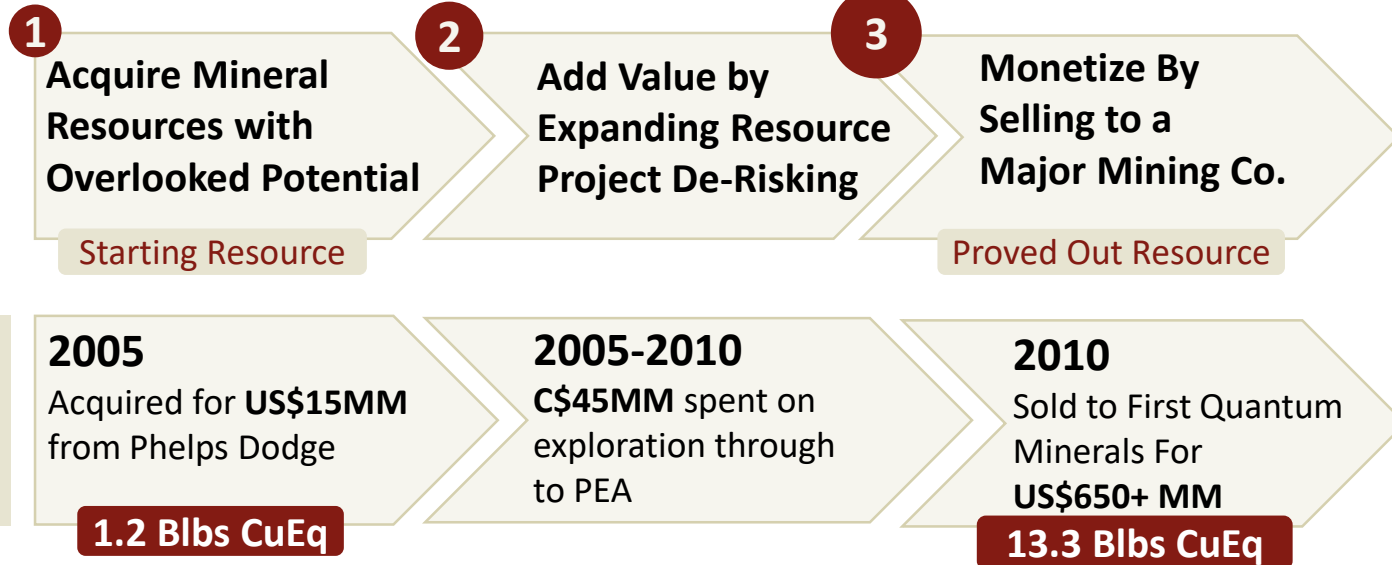 1
Acquire Mineral
Resources with
Overlooked Potential
Starting Resource
2
Add Value by
Expanding Resource
Project De-Risking
3
Monetize By
Selling to a
Major Mining Co.
Proved Out Resource
2005
Acquired for US$15MM
from Phelps Dodge
1.2 Blbs CuEq
2005-2010
C$45MM spent on
exploration through
to PEA
2010
Sold to First Quantum
Minerals For
US$650+ MM
13.3 Blbs CuEq